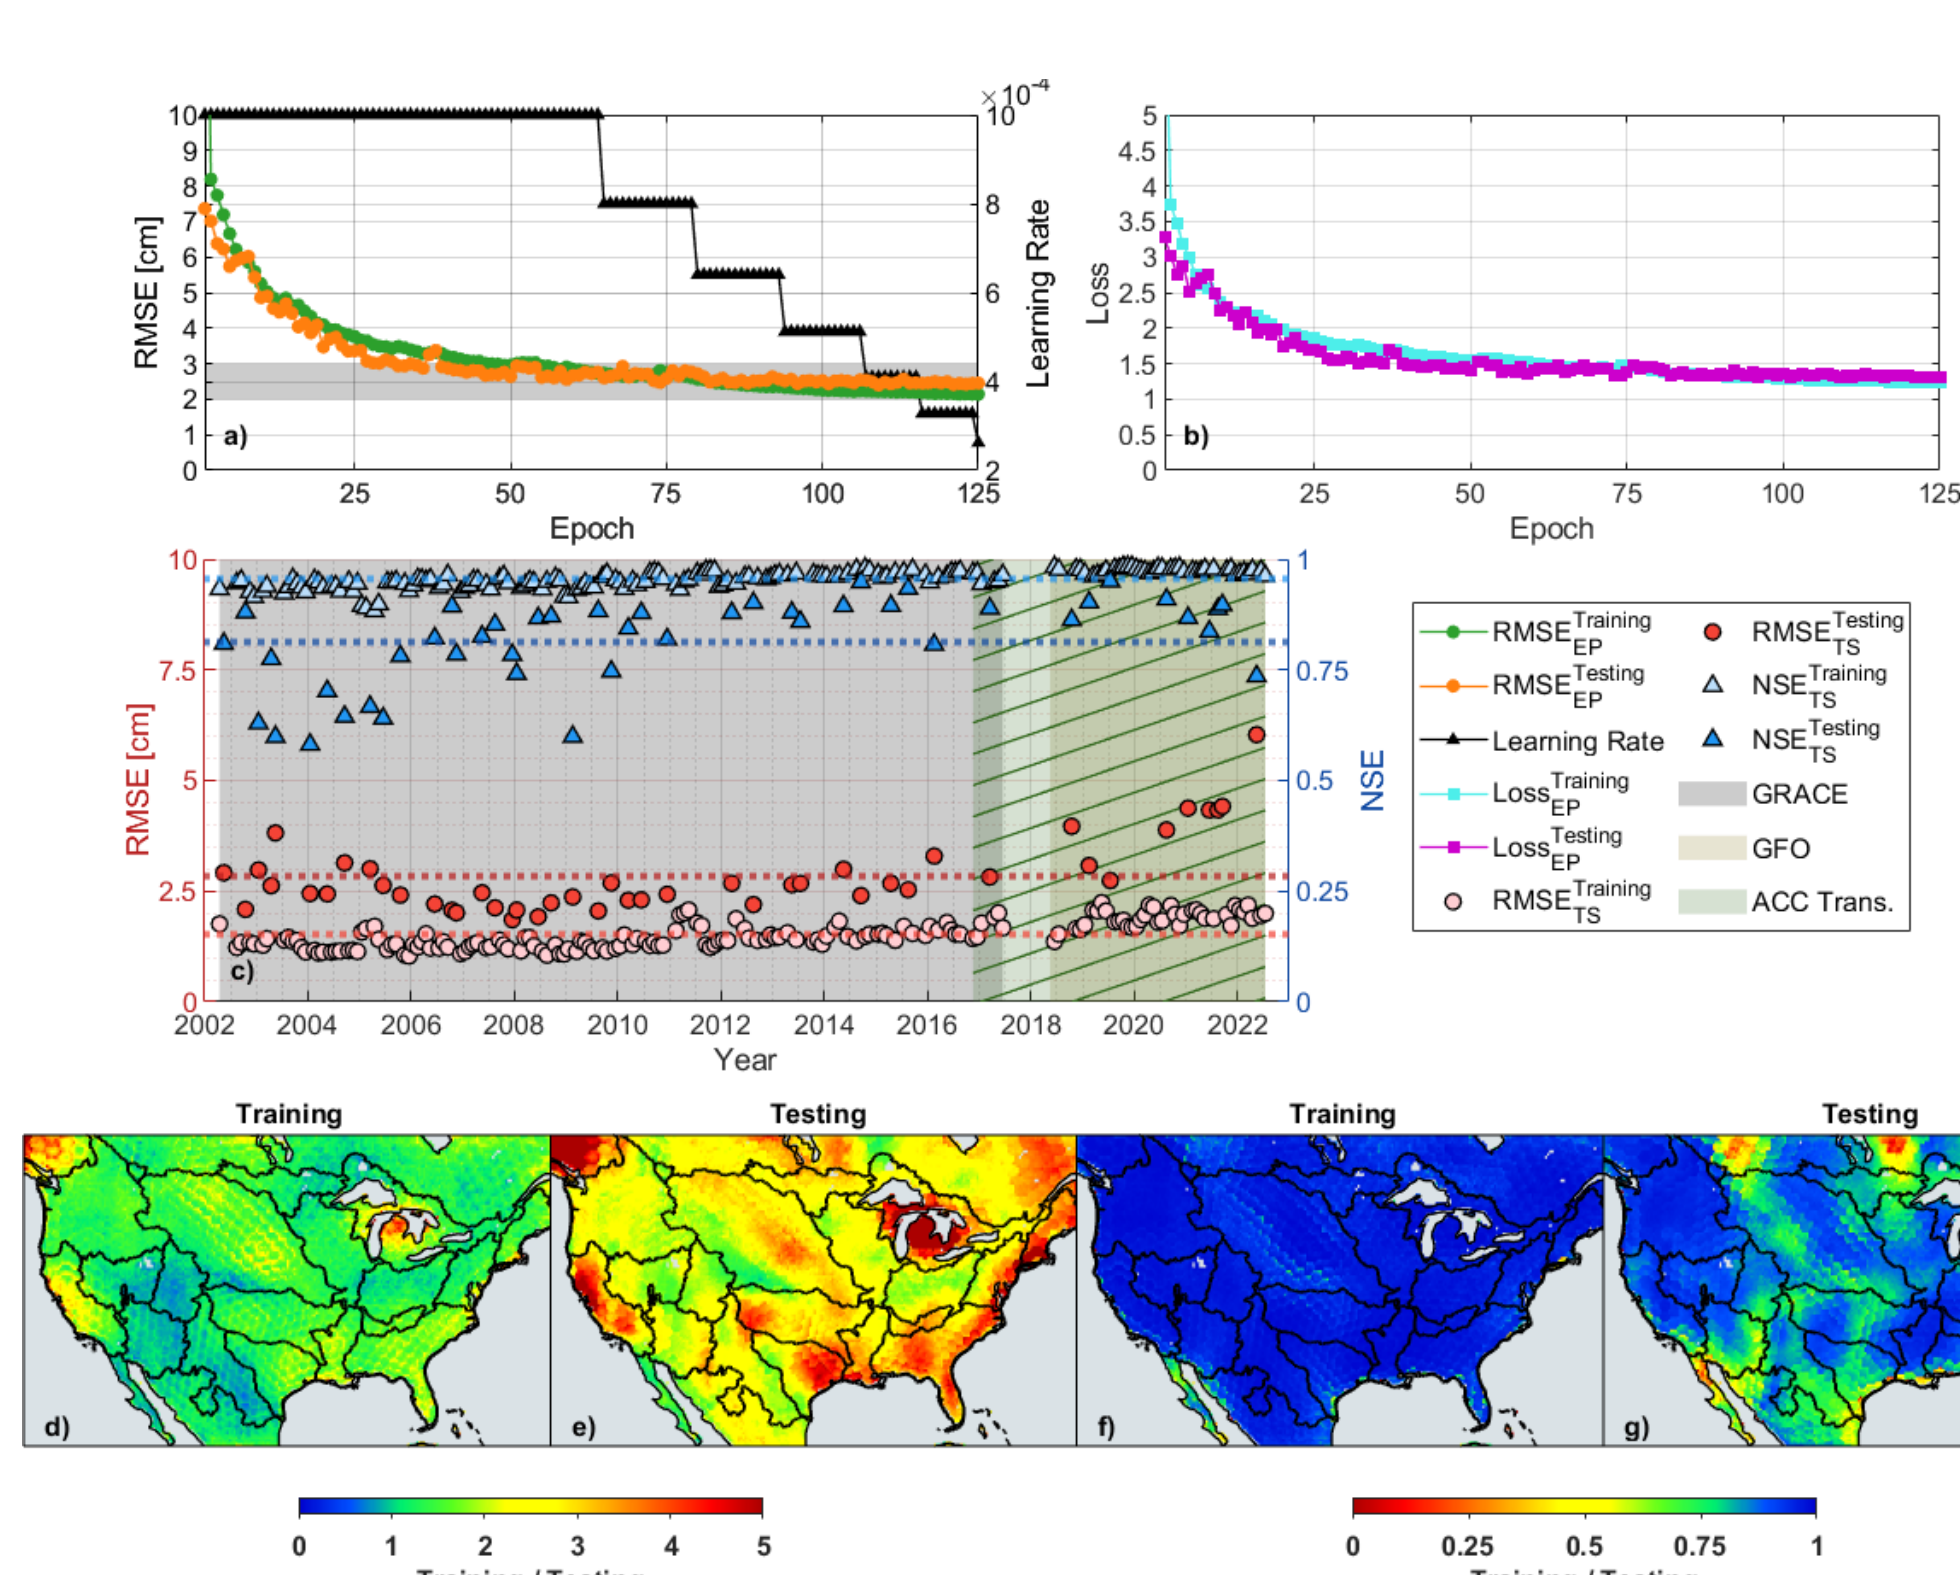 ×10⁻⁴
10
9
8
7
6
5
4
3
2
1
0
RMSE [cm]
a)
25
50
75
100
125
Epoch
10
8
6
4
2
Learning Rate
5
4.5
4
3.5
3
2.5
2
1.5
1
0.5
0
Loss
b)
25
50
75
100
125
Epoch
10
7.5
5
2.5
0
RMSE [cm]
c)
1
0.75
0.5
0.25
0
NSE
2002 2004 2006 2008 2010 2012 2014 2016 2018 2020 2022
Year
RMSE Training EP
RMSE Testing EP
Learning Rate
Loss Training EP
Loss Testing EP
RMSE Training TS
RMSE Testing TS
NSE Training TS
NSE Testing TS
GRACE
GFO
ACC Trans.
Training Testing Training Testing
d) e) f) g)
0 1 2 3 4 5
0 0.25 0.5 0.75 1
Training / Testing
Training / Testing